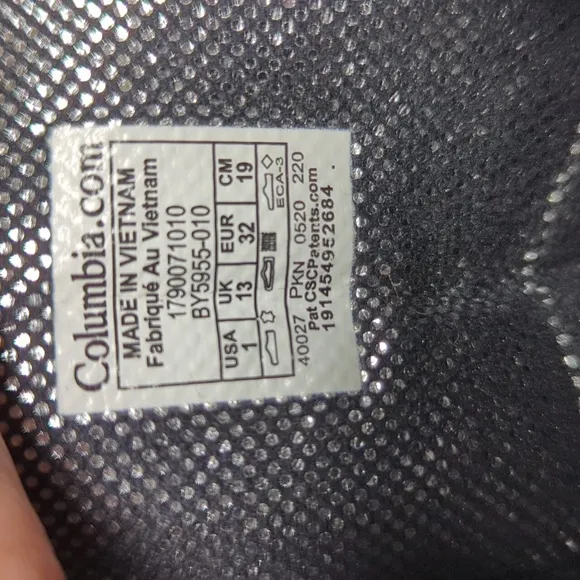 Columbia.com
MADE IN VIETNAM
Fabriqué Au Vietnam
1790071010
BY5955-010
USA UK EUR CM
1 13 32 19
ECA-3
40027 PKN 0520 220
Pat CSCPatents.com
191454952684